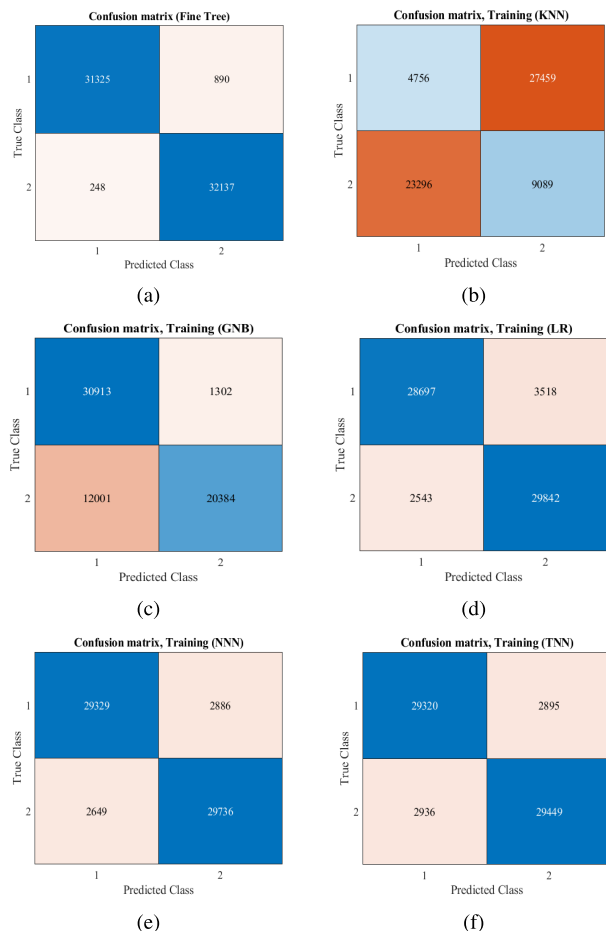 Confusion matrix (Fine Tree)
True Class
1
31325
890
2
248
32137
1
2
Predicted Class
(a)
Confusion matrix, Training (KNN)
True Class
1
4756
27459
2
23296
9089
1
2
Predicted Class
(b)
Confusion matrix, Training (GNB)
True Class
1
30913
1302
2
12001
20384
1
2
Predicted Class
(c)
Confusion matrix, Training (LR)
True Class
1
28697
3518
2
2543
29842
1
2
Predicted Class
(d)
Confusion matrix, Training (NNN)
True Class
1
29329
2886
2
2649
29736
1
2
Predicted Class
(e)
Confusion matrix, Training (TNN)
True Class
1
29320
2895
2
2936
29449
1
2
Predicted Class
(f)